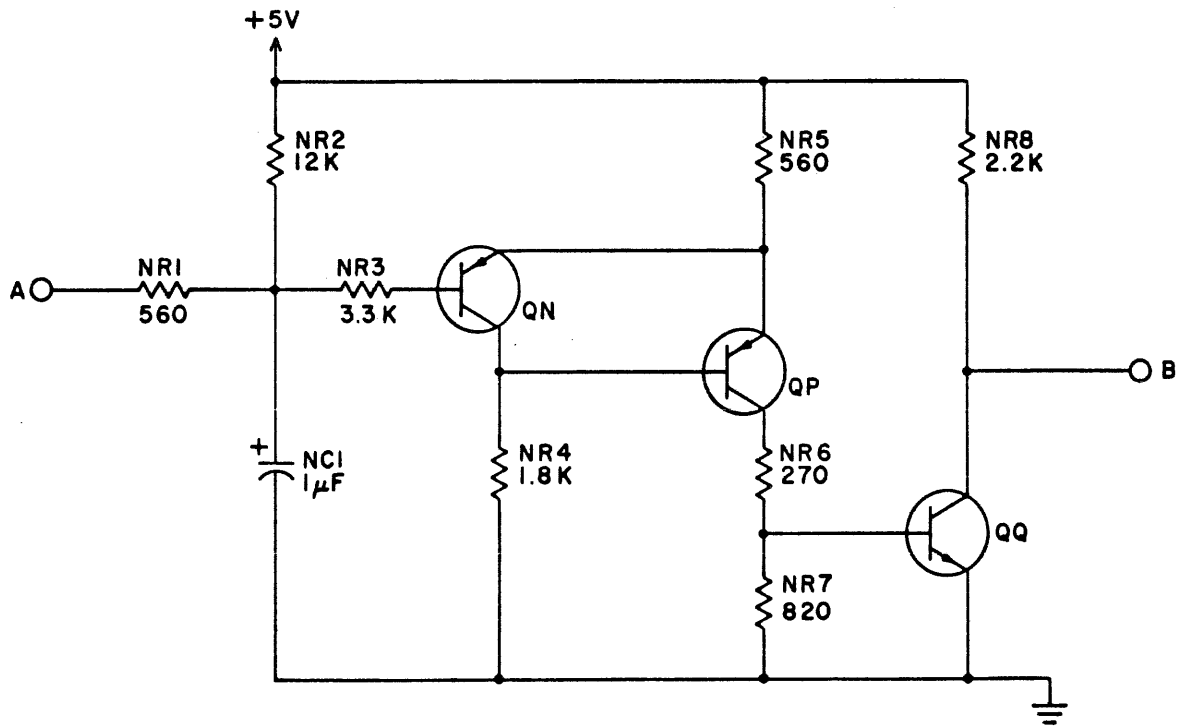 +5V
NR2
12K
NR5
560
NR8
2.2K
A
NR1
560
NR3
3.3K
QN
QP
B
+
NC1
1µF
NR4
1.8K
NR6
270
QQ
NR7
820